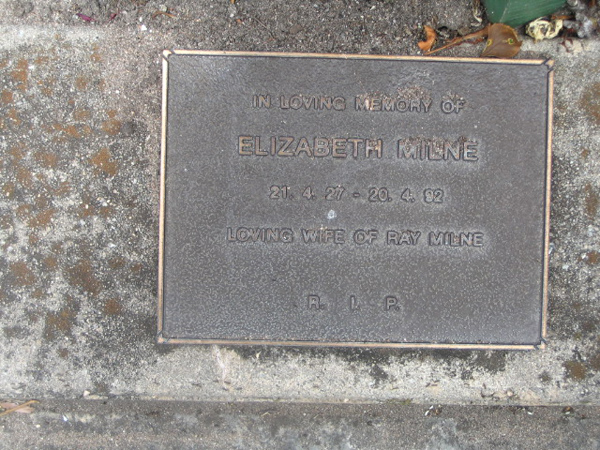 IN LOVING MEMORY OF
ELIZABETH MILNE
21. 4. 27 - 20. 4. 92
LOVING WIFE OF RAY MILNE
R. I. P.